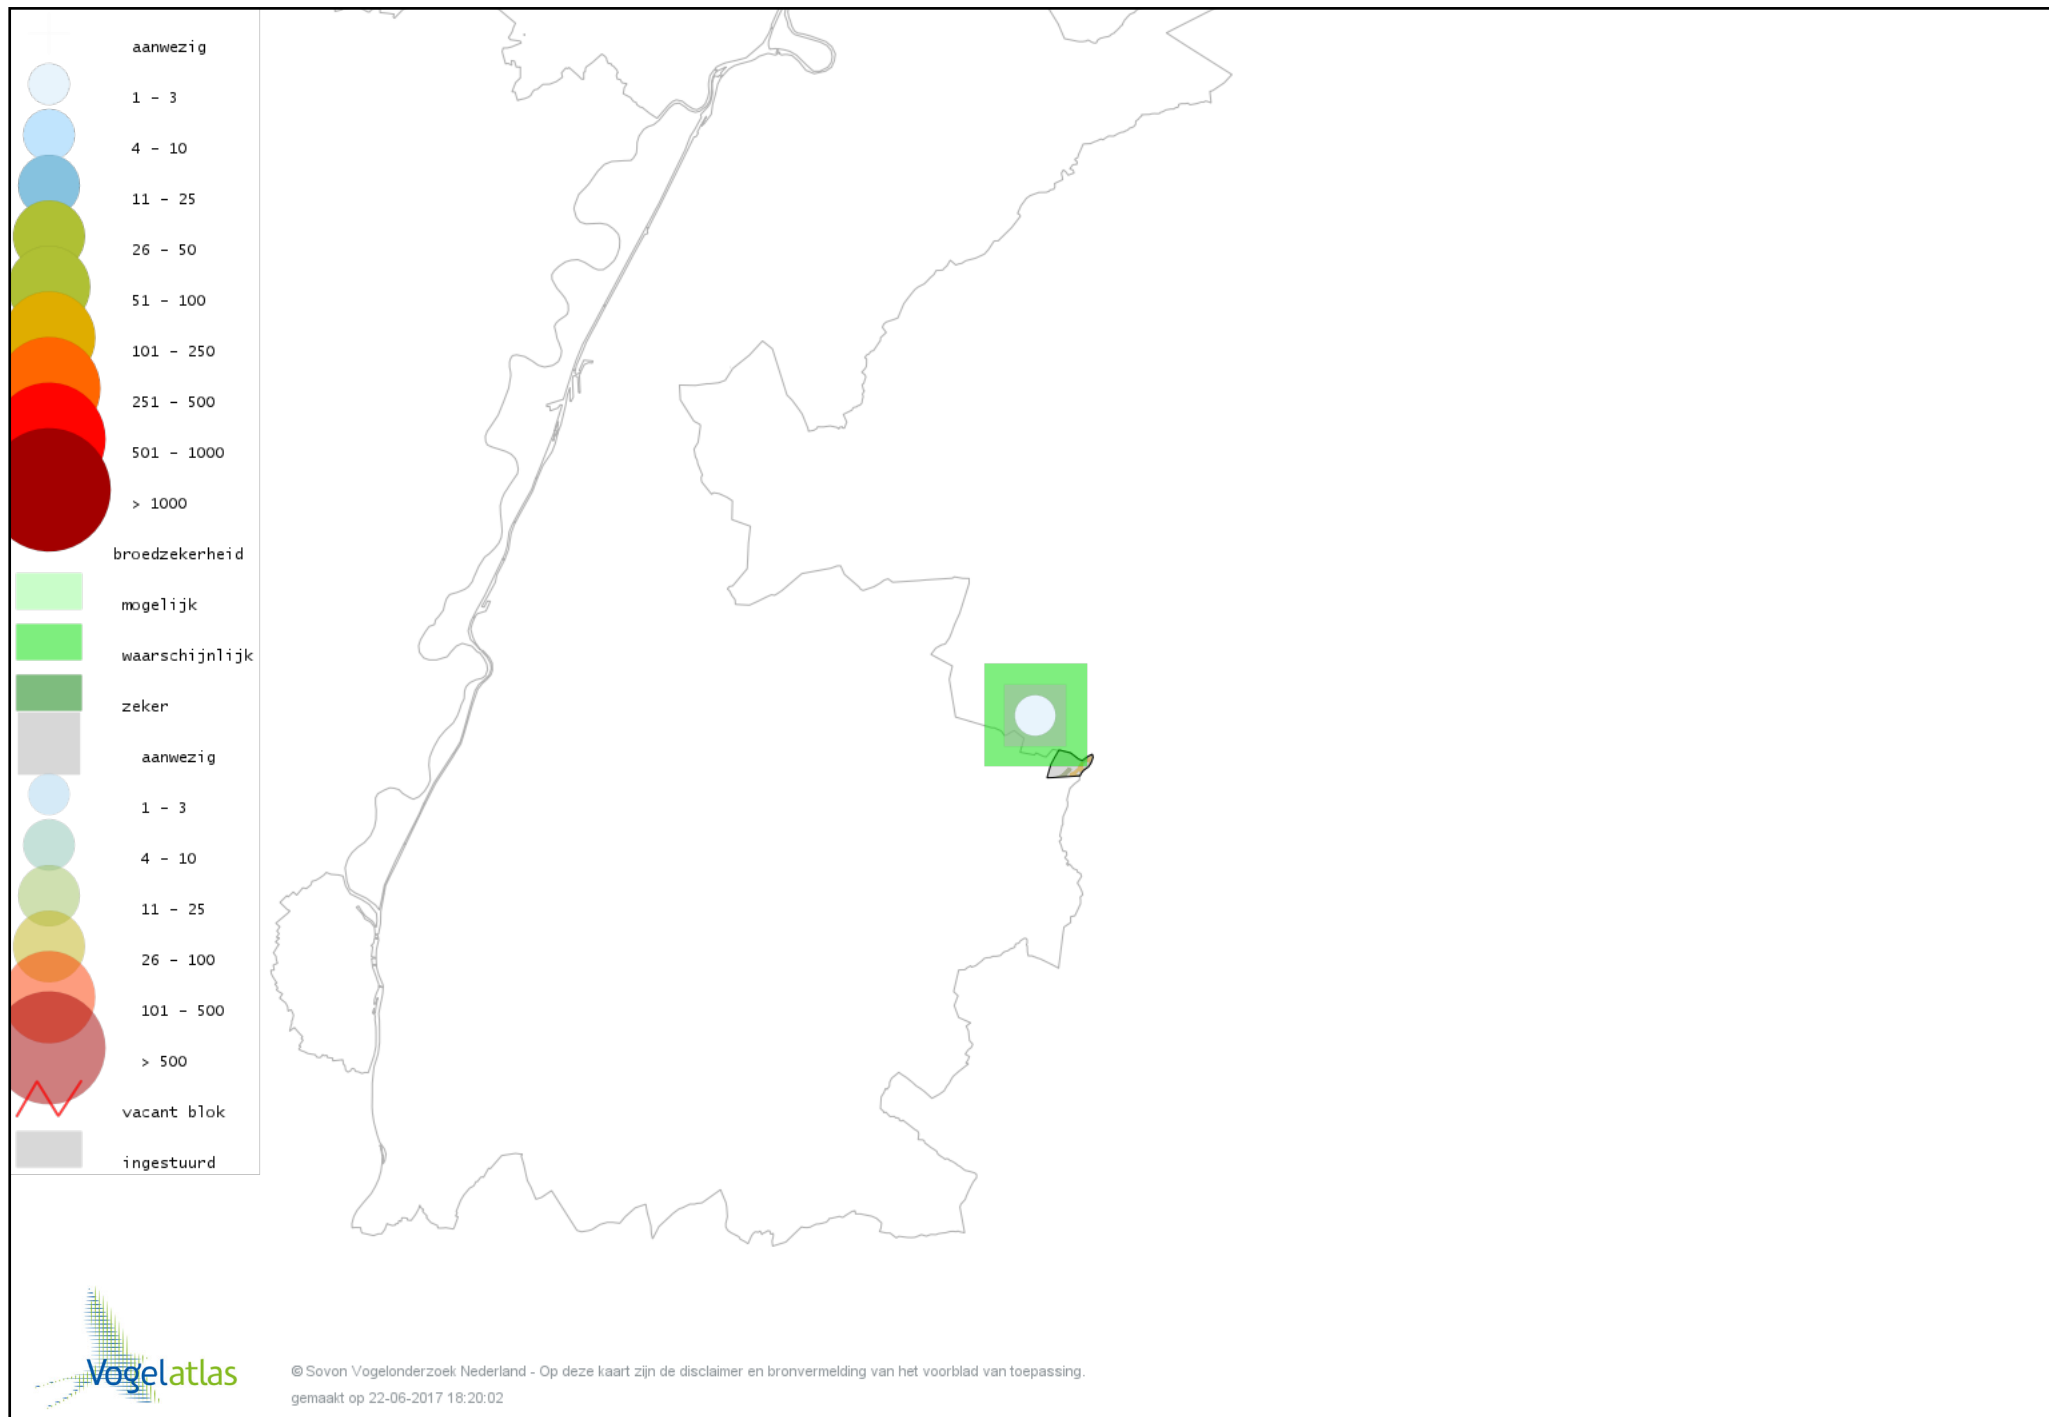 aanwezig
1 - 3
4 - 10
11 - 25
26 - 50
51 - 100
101 - 250
251 - 500
501 - 1000
> 1000
broedzekerheid
mogelijk
waarschijnlijk
zeker
aanwezig
1 - 3
4 - 10
11 - 25
26 - 100
101 - 500
> 500
vacant blok
ingestuurd
Vogelatlas
© Sovon Vogelonderzoek Nederland - Op deze kaart zijn de disclaimer en bronvermelding van het voorblad van toepassing.
gemaakt op 22-06-2017 18:20:02